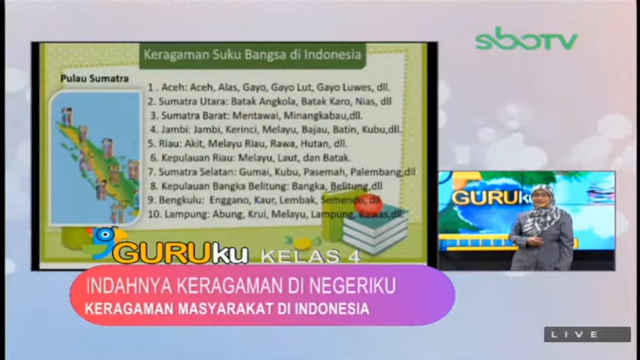 sboTV
Keragaman Suku Bangsa di Indonesia
Pulau Sumatra
1 . Aceh: Aceh, Alas, Gayo, Gayo Lut, Gayo Luwes, dll.
2. Sumatra Utara: Batak Angkola, Batak Karo, Nias, dll
3. Sumatra Barat: Mentawai, Minangkabau,dll.
4. Jambi: Jambi, Kerinci, Melayu, Bajau, Batin, Kubu,dll.
5. Riau: Akit, Melayu Riau, Rawa, Hutan, dll.
6. Kepulauan Riau: Melayu, Laut, dan Batak.
7. Sumatra Selatan: Gumai, Kubu, Pasemah, Palembang,dll
8. Kepulauan Bangka Belitung: Bangka, Belitung,dll
9. Bengkulu: Enggano, Kaur, Lembak, Semende, dll.
10. Lampung: Abung, Krui, Melayu, Lampung, Rawas,dll.
GURUku
GURUku KELAS 4
INDAHNYA KERAGAMAN DI NEGERIKU
KERAGAMAN MASYARAKAT DI INDONESIA
LIVE